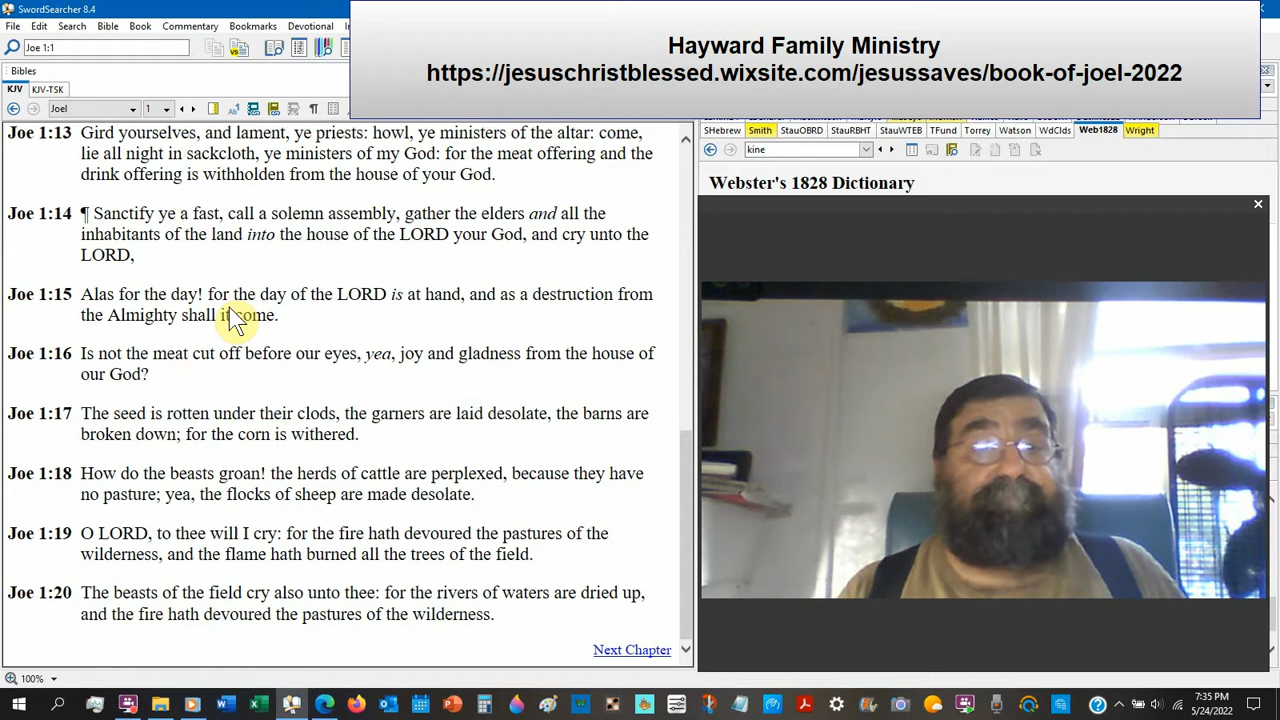 SwordSearcher 8.4
Hayward Family Ministry
https://jesuschristblessed.wixsite.com/jesussaves/book-of-joel-2022
File Edit Search Bible Book Commentary Bookmarks Devotional
Joe 1:1
Bibles
KJV KJV-TSK
Joel 1
SHebrew Smith StauOBRD StauRBHT StauWTEB TFund Torrey Watson WdClds Web1828 Wright
kine
Webster's 1828 Dictionary
Joe 1:13 Gird yourselves, and lament, ye priests: howl, ye ministers of the altar: come,
lie all night in sackcloth, ye ministers of my God: for the meat offering and the
drink offering is withholden from the house of your God.
Joe 1:14 ¶ Sanctify ye a fast, call a solemn assembly, gather the elders and all the
inhabitants of the land into the house of the LORD your God, and cry unto the
LORD,
Joe 1:15 Alas for the day! for the day of the LORD is at hand, and as a destruction from
the Almighty shall it come.
Joe 1:16 Is not the meat cut off before our eyes, yea, joy and gladness from the house of
our God?
Joe 1:17 The seed is rotten under their clods, the garners are laid desolate, the barns are
broken down; for the corn is withered.
Joe 1:18 How do the beasts groan! the herds of cattle are perplexed, because they have
no pasture; yea, the flocks of sheep are made desolate.
Joe 1:19 O LORD, to thee will I cry: for the fire hath devoured the pastures of the
wilderness, and the flame hath burned all the trees of the field.
Joe 1:20 The beasts of the field cry also unto thee: for the rivers of waters are dried up,
and the fire hath devoured the pastures of the wilderness.
Next Chapter
100%
7:35 PM
5/24/2022